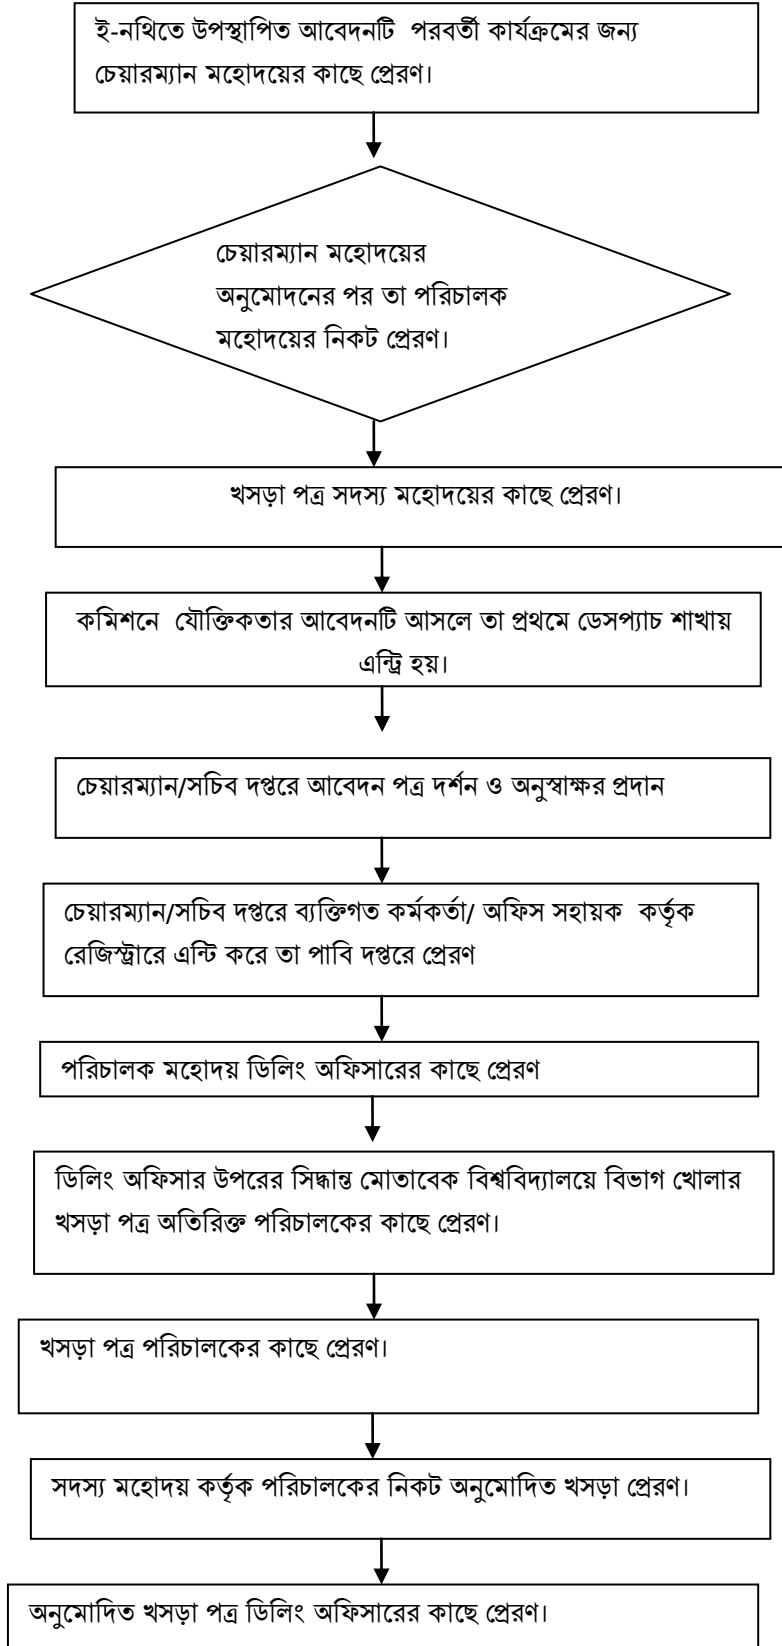 ই-নথিতে উপস্থাপিত আবেদনটি পরবর্তী কার্যক্রমের জন্য
চেয়ারম্যান মহোদয়ের কাছে প্রেরণ।
চেয়ারম্যান মহোদয়ের
অনুমোদনের পর তা পরিচালক
মহোদয়ের নিকট প্রেরণ।
খসড়া পত্র সদস্য মহোদয়ের কাছে প্রেরণ।
কমিশনে যৌক্তিকতার আবেদনটি আসলে তা প্রথমে ডেসপ্যাচ শাখায়
এন্ট্রি হয়।
চেয়ারম্যান/সচিব দপ্তরে আবেদন পত্র দর্শন ও অনুস্বাক্ষর প্রদান
চেয়ারম্যান/সচিব দপ্তরে ব্যক্তিগত কর্মকর্তা/ অফিস সহায়ক কর্তৃক
রেজিস্ট্রারে এন্টি করে তা পাবি দপ্তরে প্রেরণ
পরিচালক মহোদয় ডিলিং অফিসারের কাছে প্রেরণ
ডিলিং অফিসার উপরের সিদ্ধান্ত মোতাবেক বিশ্ববিদ্যালয়ে বিভাগ খোলার
খসড়া পত্র অতিরিক্ত পরিচালকের কাছে প্রেরণ।
খসড়া পত্র পরিচালকের কাছে প্রেরণ।
সদস্য মহোদয় কর্তৃক পরিচালকের নিকট অনুমোদিত খসড়া প্রেরণ।
অনুমোদিত খসড়া পত্র ডিলিং অফিসারের কাছে প্রেরণ।